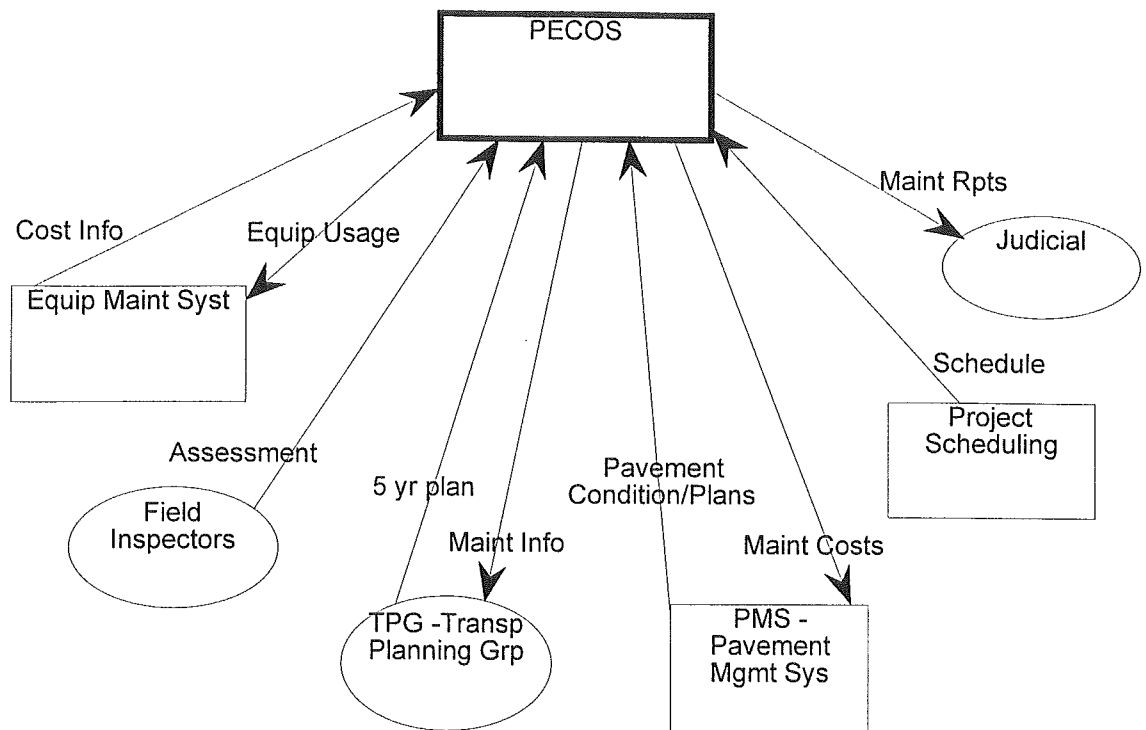 PECOS
Maint Rpts
Cost Info
Equip Usage
Judicial
Equip Maint Syst
Schedule
Project
Scheduling
Assessment
Pavement
Condition/Plans
5 yr plan
Field
Inspectors
Maint Info
Maint Costs
TPG -Transp
Planning Grp
PMS -
Pavement
Mgmt Sys